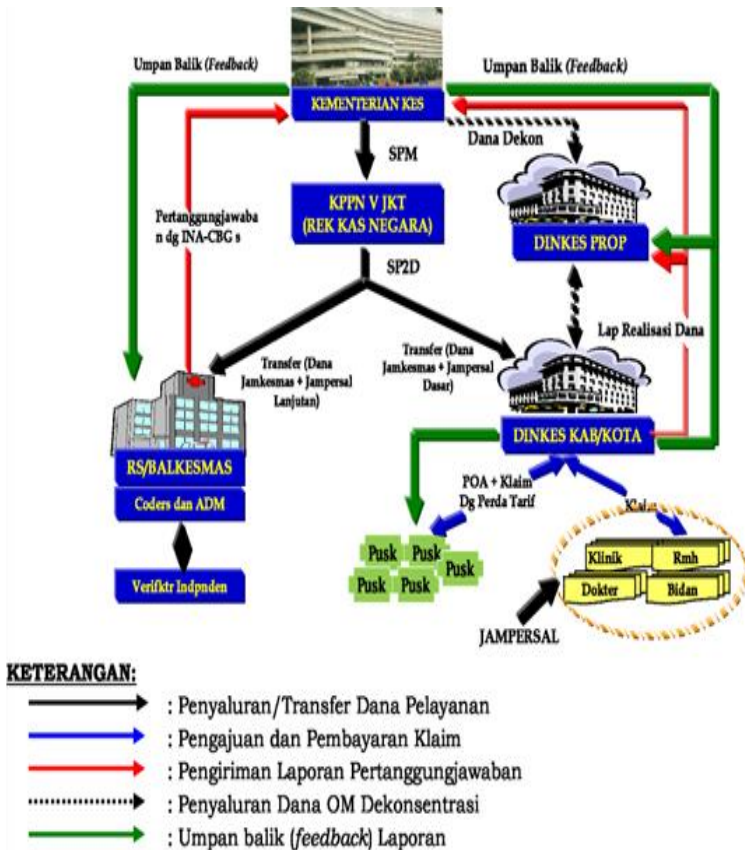 Umpan Balik (Feedback)
Umpan Balik (Feedback)
KEMENTERIAN KES
Dana Dekon
SPM
KPPN V JKT
(REK KAS NEGARA)
Pertanggungjawaba
n dg INA-CBG s
DINKES PROP
SP2D
Lap Realisasi Dana
Transfer (Dana
Jamkesmas + Jampersal
Lanjutan)
Transfer (Dana
Jamkesmas + Jampersal
Dasar)
DINKES KAB/KOTA
RS/BALKESMAS
Coders dan ADM
Verifktr Indpnden
POA + Klaim
Dg Perda Tarif
Pusk
Pusk
Pusk
Pusk
Pusk
Klinik
Rmh
Dokter
Bidan
JAMPERSAL
KETERANGAN:
: Penyaluran/Transfer Dana Pelayanan
: Pengajuan dan Pembayaran Klaim
: Pengiriman Laporan Pertanggungjawaban
: Penyaluran Dana OM Dekonsentrasi
: Umpan balik (feedback) Laporan